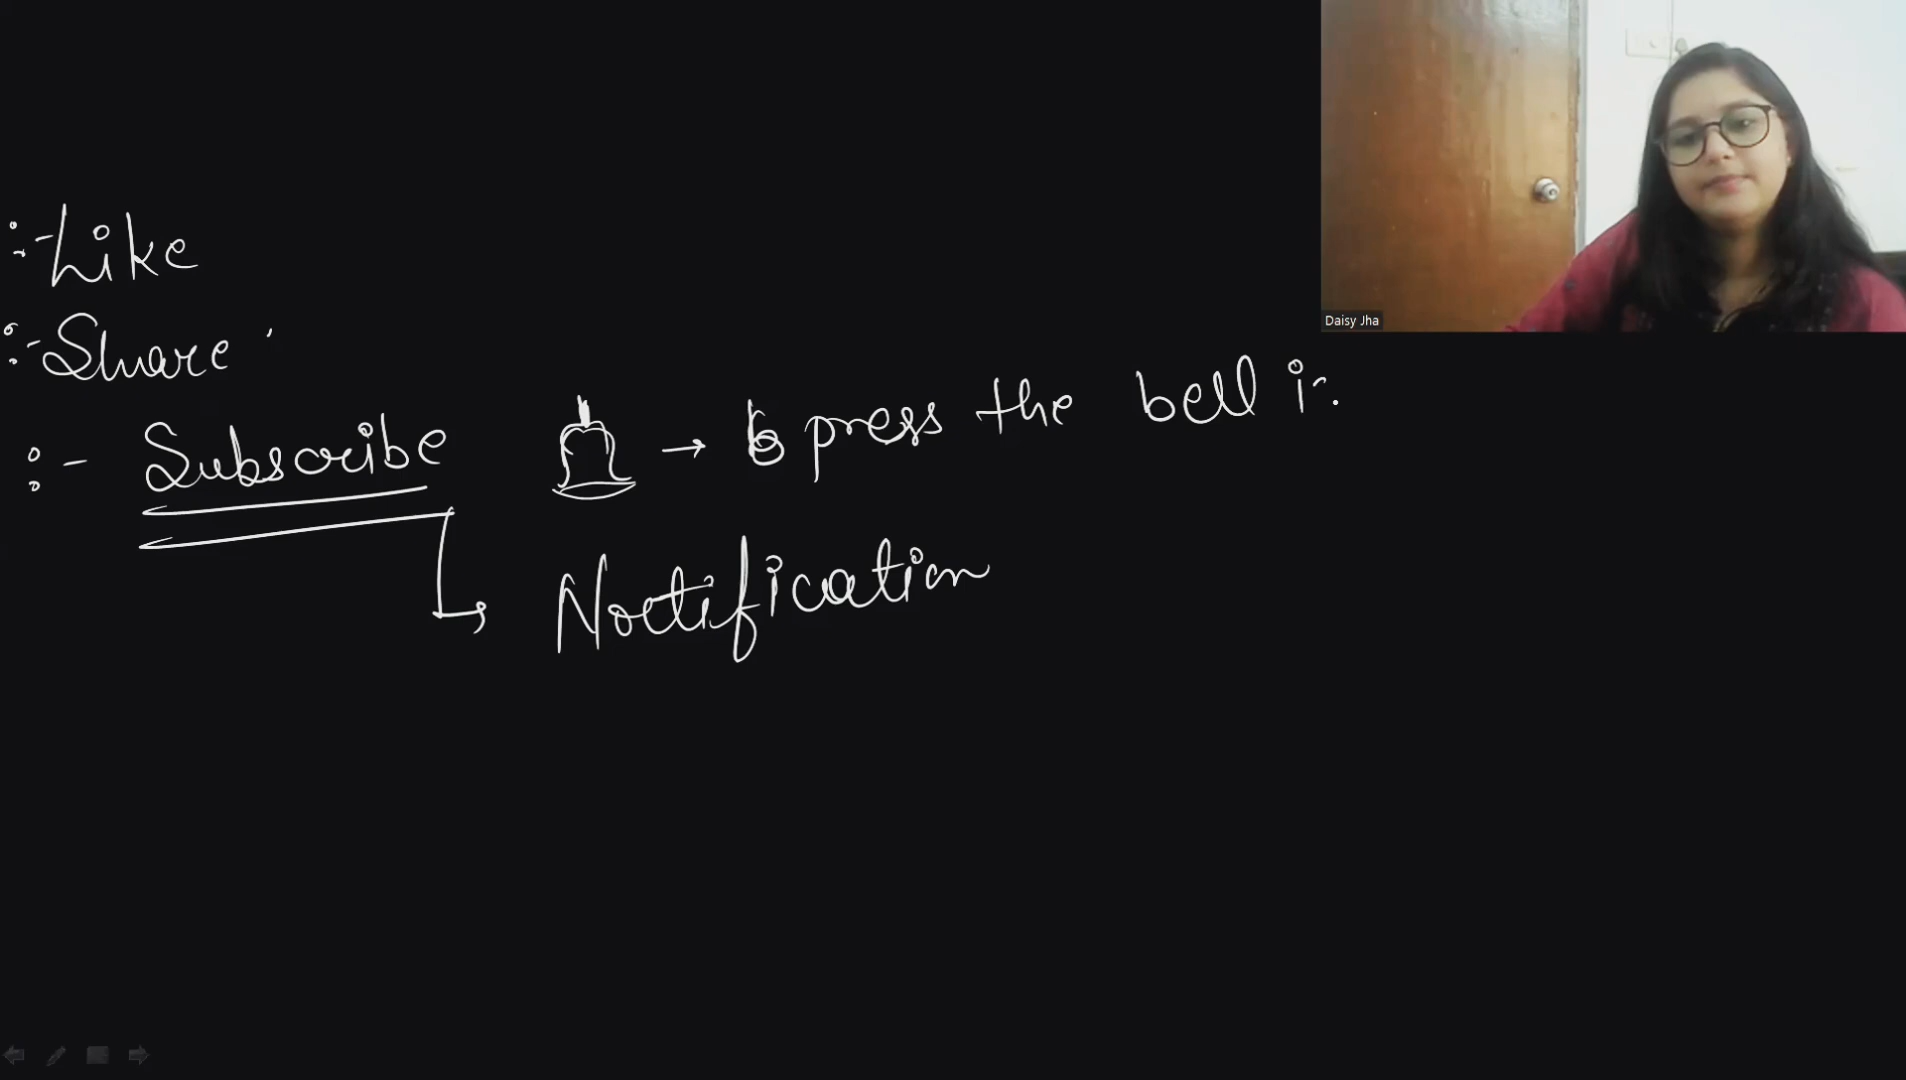 :- Like
:- Share
:- Subscribe → press the bell i
Noctification
Daisy Jha